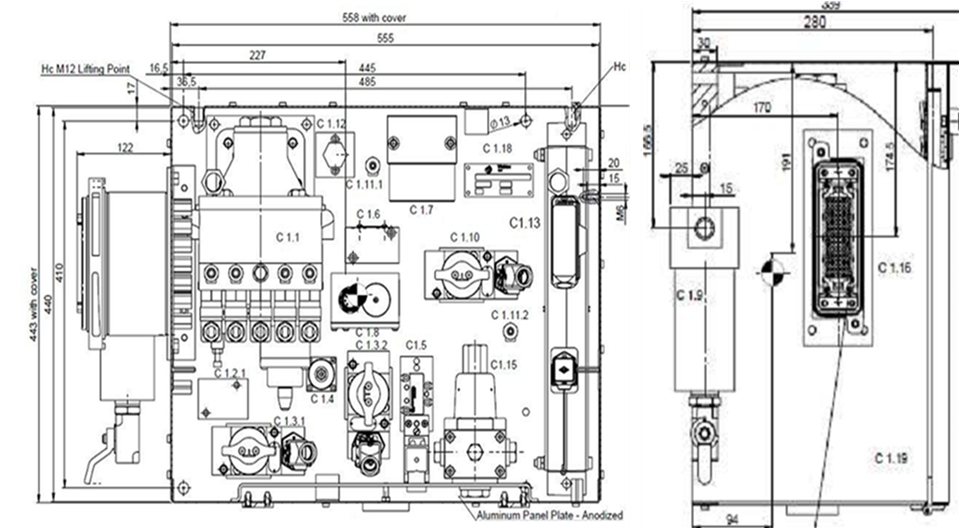 558 with cover
555
227
445
16,5
36,5
485
Hc M12 Lifting Point
Hc
17
Ø 13
C 1.12
C 1.18
122
20
15
C 1.11.1
C 1.7
M6
C 1.6
C1.13
C 1.1
C 1.10
443 with cover
440
410
C 1.11.2
C 1.8
C 1.3.2
C1.5
C1.15
C 1.2.1
C 1.4
C 1.3.1
Aluminum Panel Plate - Anodized
280
30
170
166.5
191
174.5
25
15
C 1.16
C 1.9
C 1.19
94